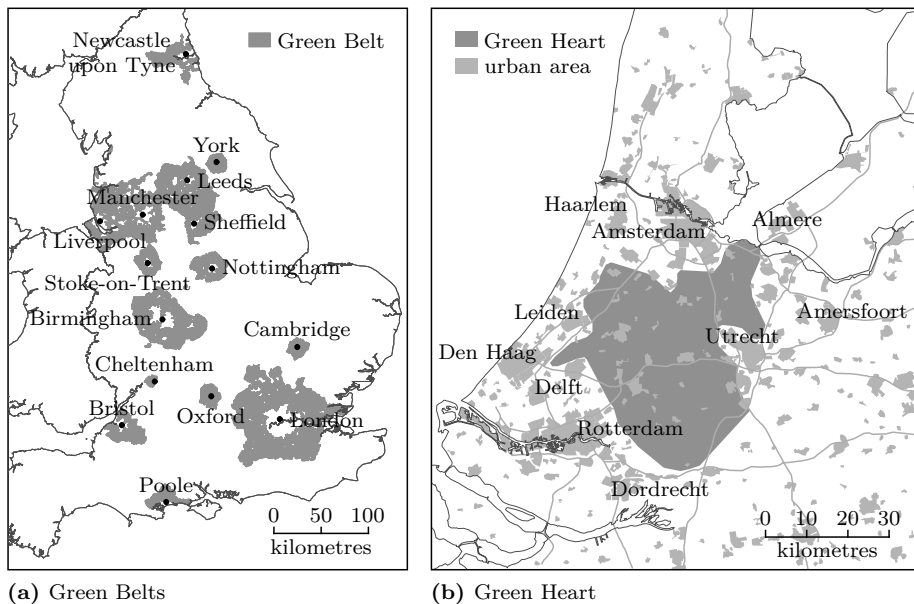 Newcastle
upon Tyne
Green Belt
York
Leeds
Manchester
Sheffield
Liverpool
Nottingham
Stoke-on-Trent
Birmingham
Cambridge
Cheltenham
Bristol
Oxford
London
Poole
0 50 100
kilometres
(a) Green Belts
Green Heart
urban area
Haarlem
Amsterdam
Almere
Leiden
Amersfoort
Utrecht
Den Haag
Delft
Rotterdam
Dordrecht
0 10 20 30
kilometres
(b) Green Heart